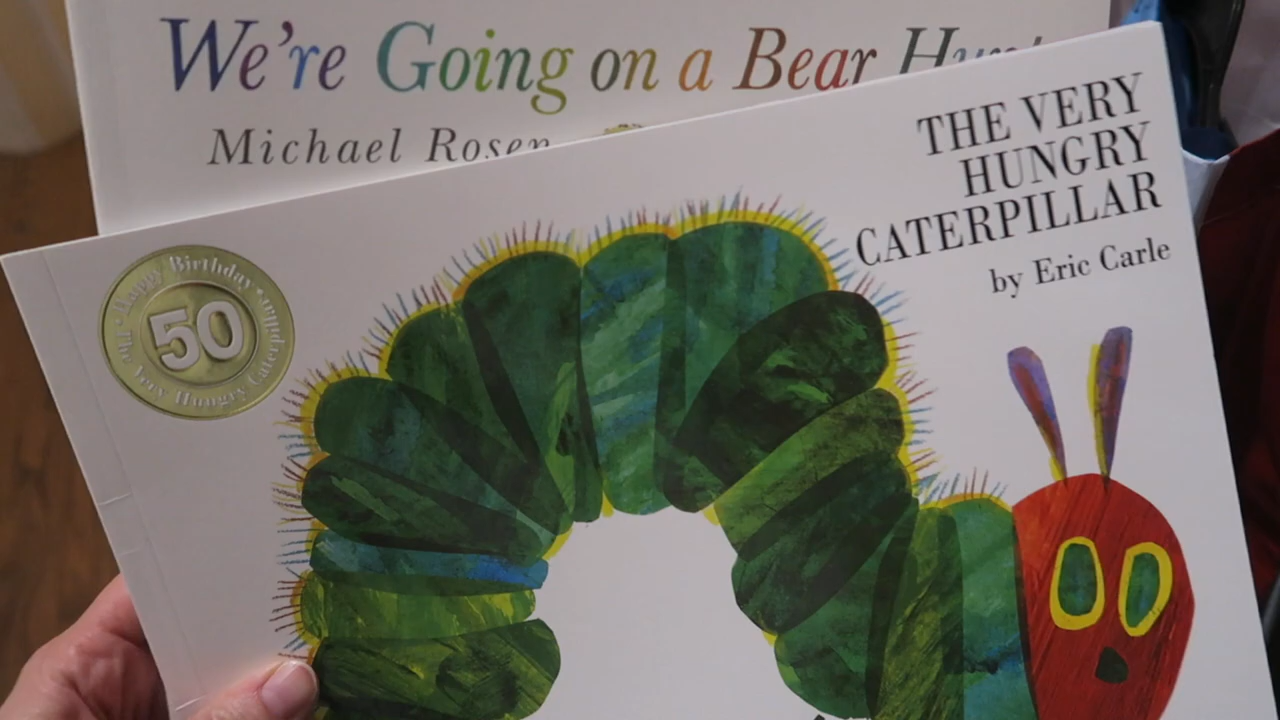 We're Going on a Bear Hunt
Michael Rosen
THE VERY
HUNGRY
CATERPILLAR
by Eric Carle
• Happy Birthday •
The Very Hungry Caterpillar
50